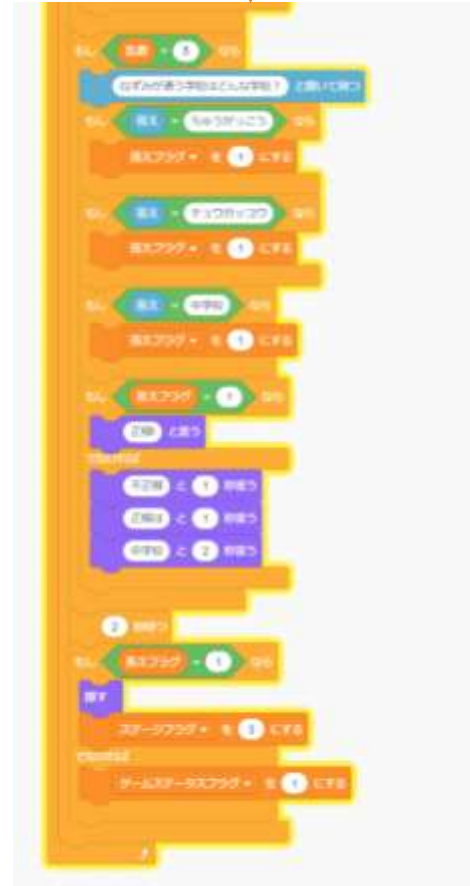 もし 乱数 = 5 なら
ねずみが通う学校はどんな学校? と聞いて待つ
もし 答え = ちゅうがっこう なら
答えフラグ を 1 にする
もし 答え = チュウガッコウ なら
答えフラグ を 1 にする
もし 答え = 中学校 なら
答えフラグ を 1 にする
もし 答えフラグ = 1 なら
正解 と言う
でなければ
不正解 と 1 秒言う
正解は と 1 秒言う
中学校 と 2 秒言う
2 秒待つ
もし 答えフラグ = 1 なら
隠す
ステージフラグ を 3 にする
でなければ
ゲームステータスフラグ を 1 にする